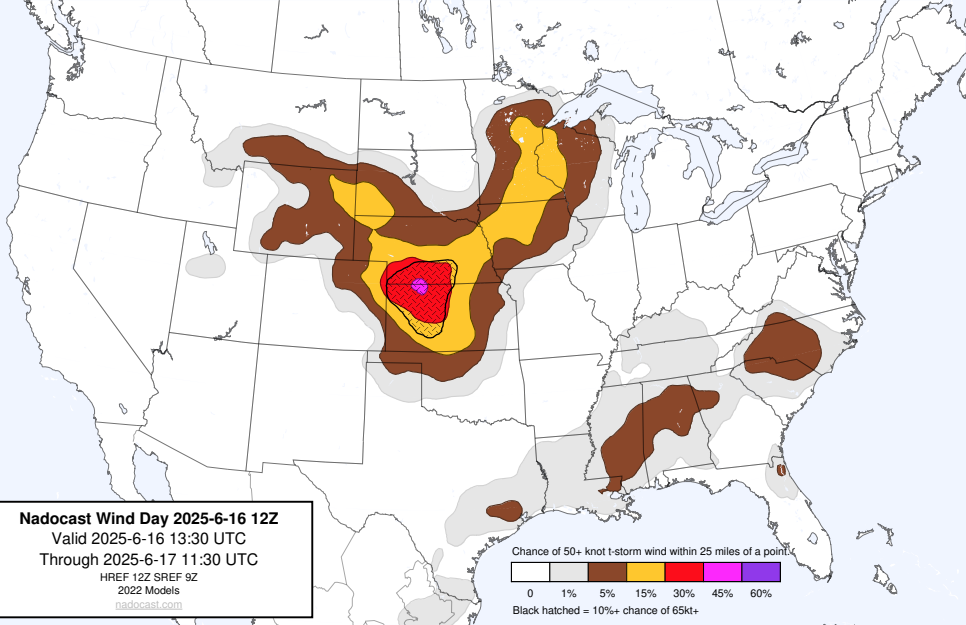 Nadocast Wind Day 2025-6-16 12Z
Valid 2025-6-16 13:30 UTC
Through 2025-6-17 11:30 UTC
HREF 12Z SREF 9Z
2022 Models
nadocast.com
Chance of 50+ knot t-storm wind within 25 miles of a point.
0 1% 5% 15% 30% 45% 60%
Black hatched = 10%+ chance of 65kt+